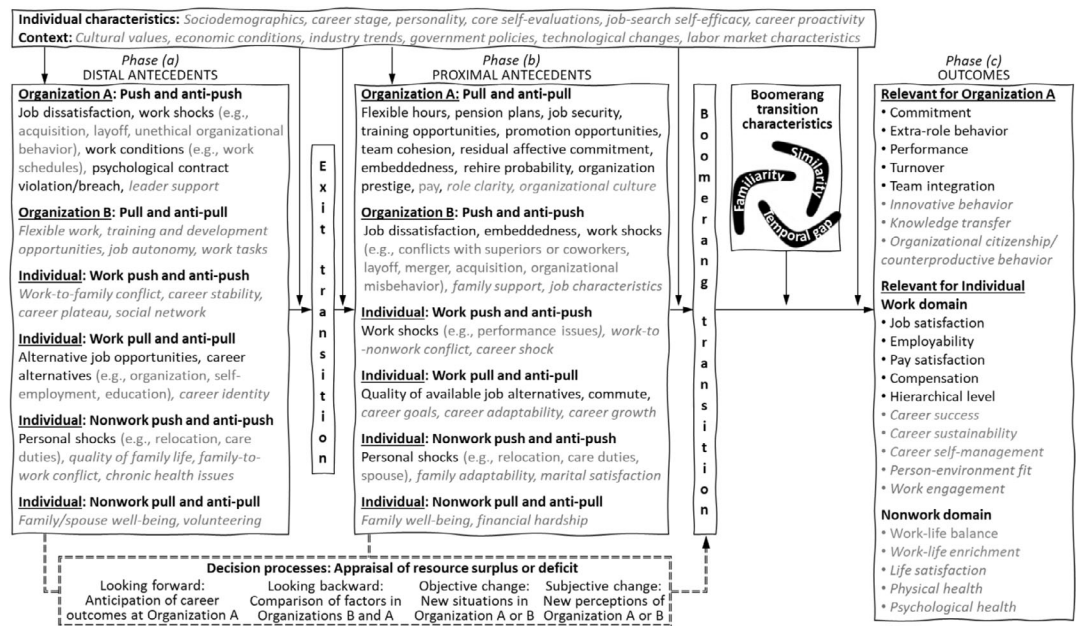 Individual characteristics: Sociodemographics, career stage, personality, core self-evaluations, job-search self-efficacy, career proactivity
Context: Cultural values, economic conditions, industry trends, government policies, technological changes, labor market characteristics
Phase (a)
DISTAL ANTECEDENTS
Organization A: Push and anti-push
Job dissatisfaction, work shocks (e.g.,
acquisition, layoff, unethical organizational
behavior), work conditions (e.g., work
schedules), psychological contract
violation/breach, leader support
Organization B: Pull and anti-pull
Flexible work, training and development
opportunities, job autonomy, work tasks
Individual: Work push and anti-push
Work-to-family conflict, career stability,
career plateau, social network
Individual: Work pull and anti-pull
Alternative job opportunities, career
alternatives (e.g., organization, self-
employment, education), career identity
Individual: Nonwork push and anti-push
Personal shocks (e.g., relocation, care
duties), quality of family life, family-to-
work conflict, chronic health issues
Individual: Nonwork pull and anti-pull
Family/spouse well-being, volunteering
Exit transition
Phase (b)
PROXIMAL ANTECEDENTS
Organization A: Pull and anti-pull
Flexible hours, pension plans, job security,
training opportunities, promotion opportunities,
team cohesion, residual affective commitment,
embeddedness, rehire probability, organization
prestige, pay, role clarity, organizational culture
Organization B: Push and anti-push
Job dissatisfaction, embeddedness, work shocks
(e.g., conflicts with superiors or coworkers,
layoff, merger, acquisition, organizational
misbehavior), family support, job characteristics
Individual: Work push and anti-push
Work shocks (e.g., performance issues), work-to
-nonwork conflict, career shock
Individual: Work pull and anti-pull
Quality of available job alternatives, commute,
career goals, career adaptability, career growth
Individual: Nonwork push and anti-push
Personal shocks (e.g., relocation, care duties,
spouse), family adaptability, marital satisfaction
Individual: Nonwork pull and anti-pull
Family well-being, financial hardship
Boomerang transition
Boomerang
transition
characteristics
Familiarity
Similarity
Temporal gap
Phase (c)
OUTCOMES
Relevant for Organization A
• Commitment
• Extra-role behavior
• Performance
• Turnover
• Team integration
• Innovative behavior
• Knowledge transfer
• Organizational citizenship/
counterproductive behavior
Relevant for Individual
Work domain
• Job satisfaction
• Employability
• Pay satisfaction
• Compensation
• Hierarchical level
• Career success
• Career sustainability
• Career self-management
• Person-environment fit
• Work engagement
Nonwork domain
• Work-life balance
• Work-life enrichment
• Life satisfaction
• Physical health
• Psychological health
Decision processes: Appraisal of resource surplus or deficit
Looking forward:
Anticipation of career
outcomes at Organization A
Looking backward:
Comparison of factors in
Organizations B and A
Objective change:
New situations in
Organization A or B
Subjective change:
New perceptions of
Organization A or B